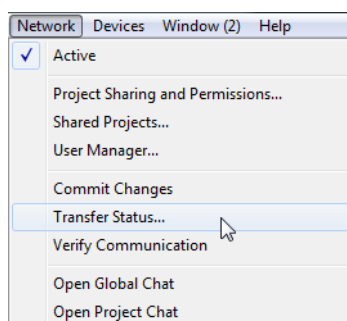 Network Devices Window (2) Help
Active
Project Sharing and Permissions...
Shared Projects...
User Manager...
Commit Changes
Transfer Status...
Verify Communication
Open Global Chat
Open Project Chat